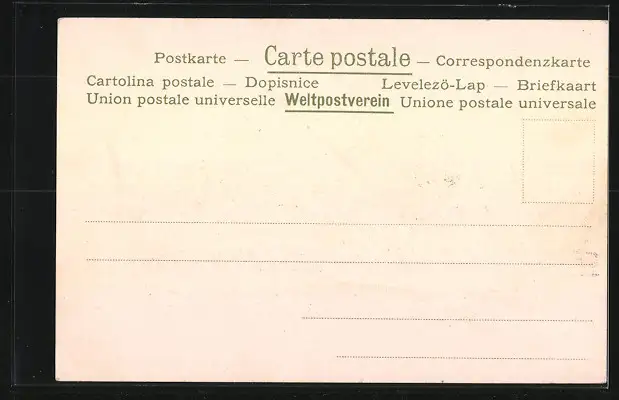 Postkarte — Carte postale — Correspondenzkarte
Cartolina postale — Dopisnice Levelezö-Lap — Briefkaart
Union postale universelle Weltpostverein Unione postale universale